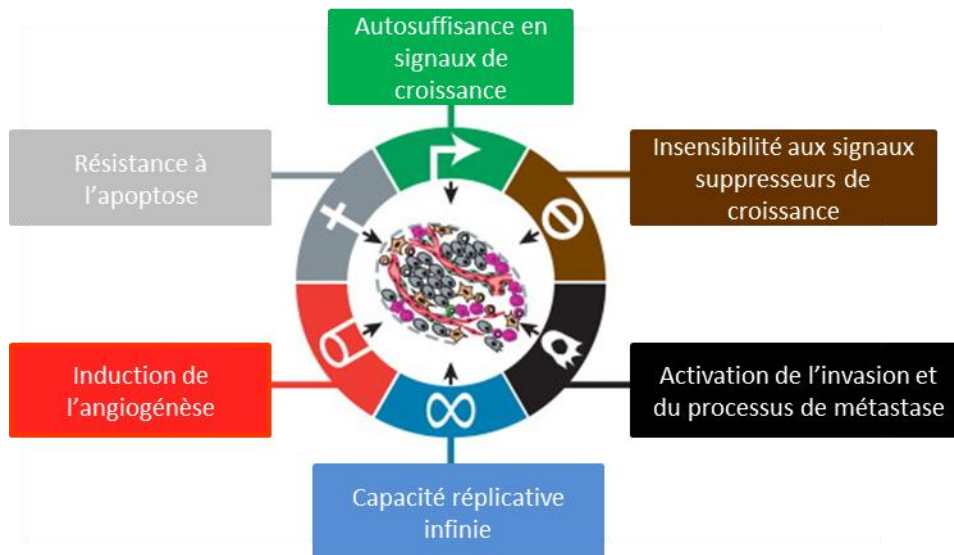 Autosuffisance en
signaux de
croissance
Résistance à
l'apoptose
Insensibilité aux signaux
suppresseurs de
croissance
Induction de
l'angiogénèse
Activation de l'invasion et
du processus de métastase
Capacité réplicative
infinie